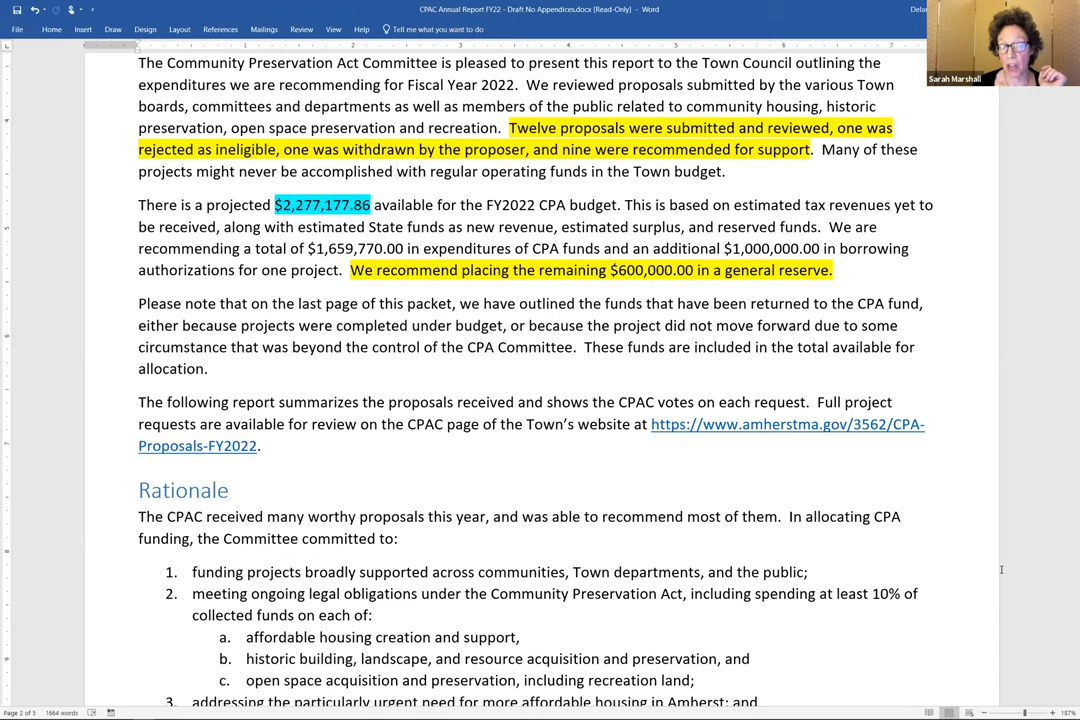 CPAC Annual Report FY22 - Draft No Appendices.docx [Read-Only] - Word
File Home Insert Draw Design Layout References Mailings Review View Help Tell me what you want to do
Sarah Marshall
The Community Preservation Act Committee is pleased to present this report to the Town Council outlining the
expenditures we are recommending for Fiscal Year 2022. We reviewed proposals submitted by the various Town
boards, committees and departments as well as members of the public related to community housing, historic
preservation, open space preservation and recreation. Twelve proposals were submitted and reviewed, one was
rejected as ineligible, one was withdrawn by the proposer, and nine were recommended for support. Many of these
projects might never be accomplished with regular operating funds in the Town budget.
There is a projected $2,277,177.86 available for the FY2022 CPA budget. This is based on estimated tax revenues yet to
be received, along with estimated State funds as new revenue, estimated surplus, and reserved funds. We are
recommending a total of $1,659,770.00 in expenditures of CPA funds and an additional $1,000,000.00 in borrowing
authorizations for one project. We recommend placing the remaining $600,000.00 in a general reserve.
Please note that on the last page of this packet, we have outlined the funds that have been returned to the CPA fund,
either because projects were completed under budget, or because the project did not move forward due to some
circumstance that was beyond the control of the CPA Committee. These funds are included in the total available for
allocation.
The following report summarizes the proposals received and shows the CPAC votes on each request. Full project
requests are available for review on the CPAC page of the Town's website at https://www.amherstma.gov/3562/CPA-
Proposals-FY2022.
Rationale
The CPAC received many worthy proposals this year, and was able to recommend most of them. In allocating CPA
funding, the Committee committed to:
1. funding projects broadly supported across communities, Town departments, and the public;
2. meeting ongoing legal obligations under the Community Preservation Act, including spending at least 10% of
collected funds on each of:
a. affordable housing creation and support,
b. historic building, landscape, and resource acquisition and preservation, and
c. open space acquisition and preservation, including recreation land;
3. addressing the particularly urgent need for more affordable housing in Amherst; and
Page 2 of 5 1664 words 187%